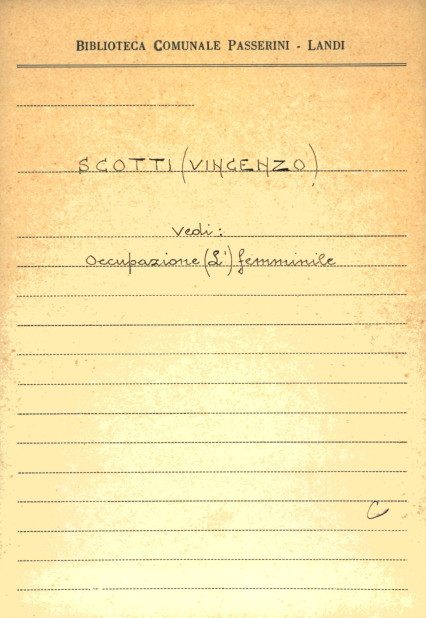 BIBLIOTECA COMUNALE PASSERINI - LANDI
SCOTTI (VINCENZO)
Vedi:
Occupazione (L') femminile
C